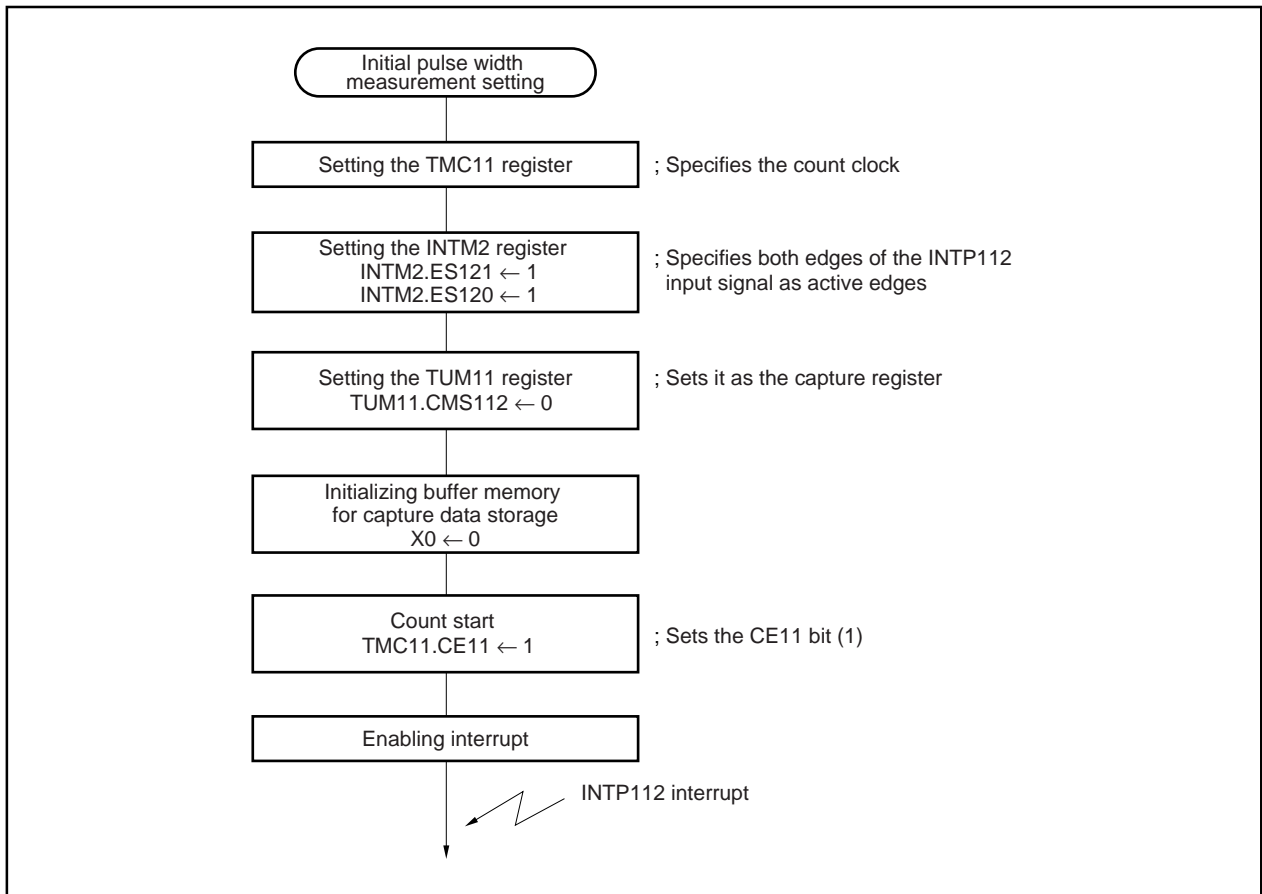 Initial pulse width
measurement setting
Setting the TMC11 register
; Specifies the count clock
Setting the INTM2 register
INTM2.ES121 ← 1
INTM2.ES120 ← 1
; Specifies both edges of the INTP112
input signal as active edges
Setting the TUM11 register
TUM11.CMS112 ← 0
; Sets it as the capture register
Initializing buffer memory
for capture data storage
X0 ← 0
Count start
TMC11.CE11 ← 1
; Sets the CE11 bit (1)
Enabling interrupt
INTP112 interrupt